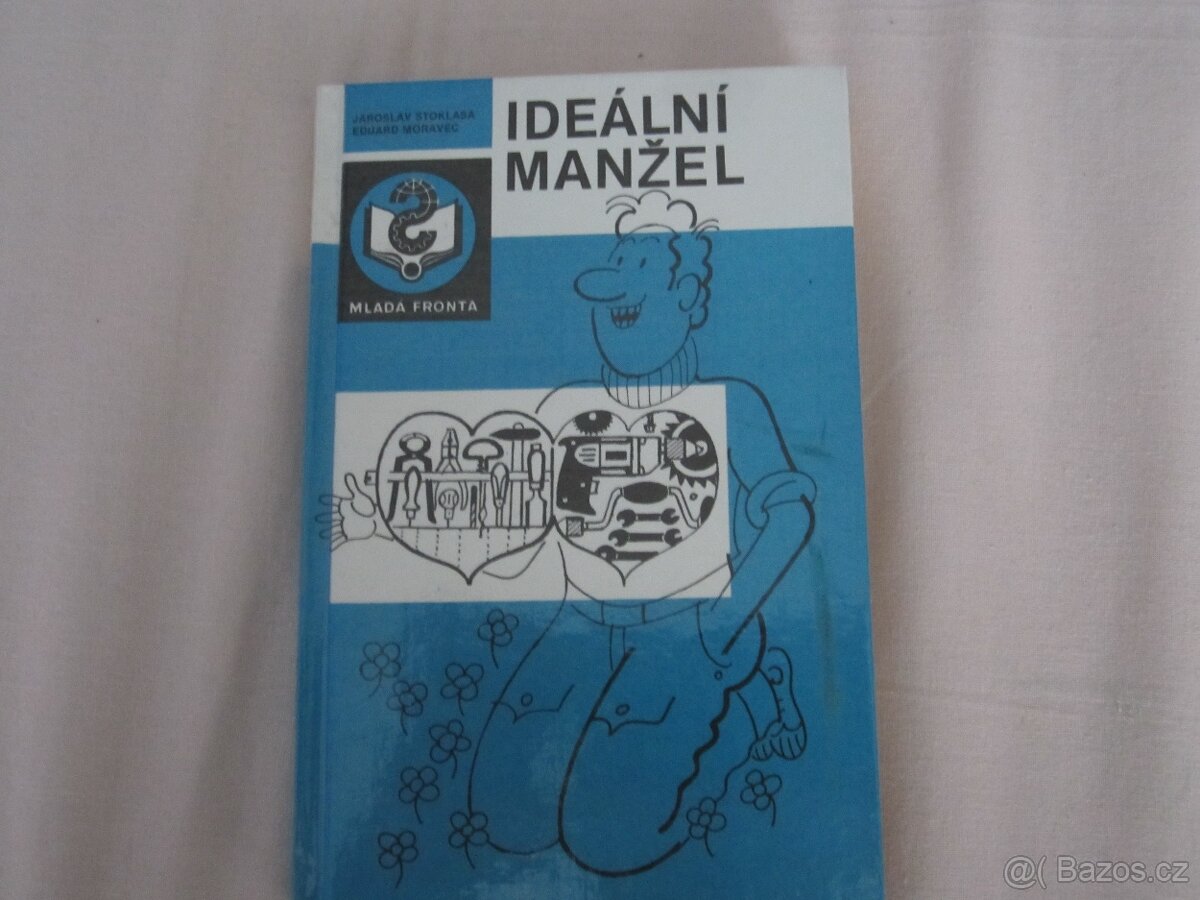 JAROSLAV STOKLASA
EDUARD MORAVEC
IDEÁLNÍ
MANŽEL
MLADÁ FRONTA
@( Bazos.cz